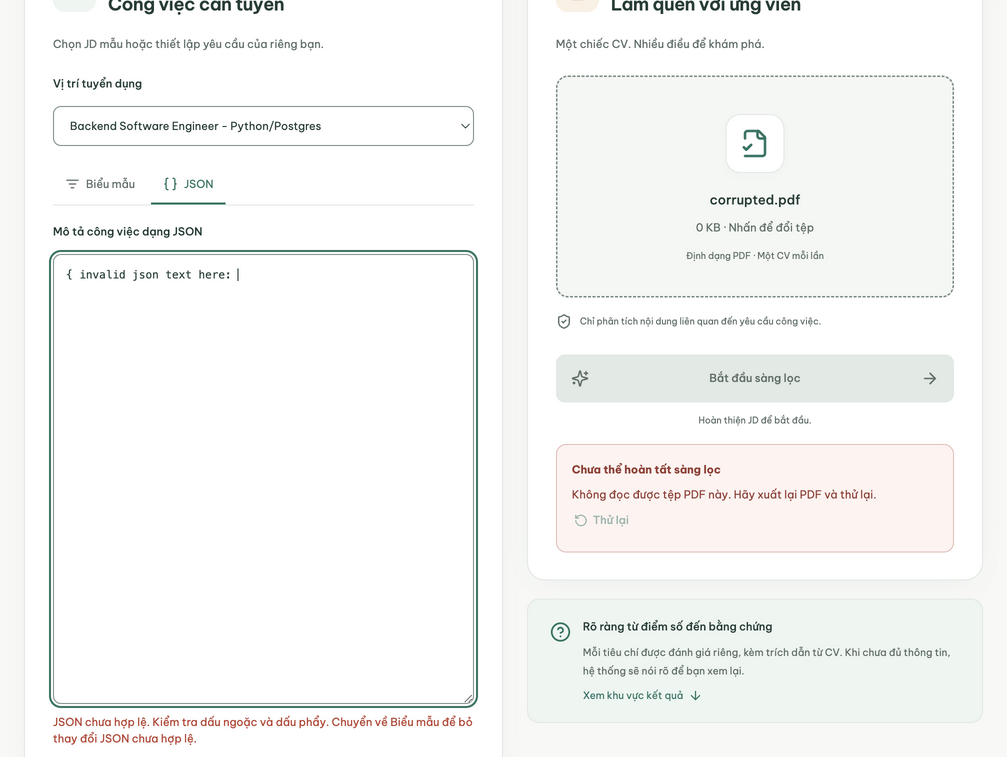 Công việc cần tuyển
Chọn JD mẫu hoặc thiết lập yêu cầu của riêng bạn.
Vị trí tuyển dụng
Backend Software Engineer - Python/Postgres
Biểu mẫu
{ } JSON
Mô tả công việc dạng JSON
{ invalid json text here:
JSON chưa hợp lệ. Kiểm tra dấu ngoặc và dấu phẩy. Chuyển về Biểu mẫu để bỏ
thay đổi JSON chưa hợp lệ.
Làm quen với ứng viên
Một chiếc CV. Nhiều điều để khám phá.
corrupted.pdf
0 KB · Nhấn để đổi tệp
Định dạng PDF · Một CV mỗi lần
Chỉ phân tích nội dung liên quan đến yêu cầu công việc.
Bắt đầu sàng lọc
Hoàn thiện JD để bắt đầu.
Chưa thể hoàn tất sàng lọc
Không đọc được tệp PDF này. Hãy xuất lại PDF và thử lại.
Thử lại
Rõ ràng từ điểm số đến bằng chứng
Mỗi tiêu chí được đánh giá riêng, kèm trích dẫn từ CV. Khi chưa đủ thông tin,
hệ thống sẽ nói rõ để bạn xem lại.
Xem khu vực kết quả